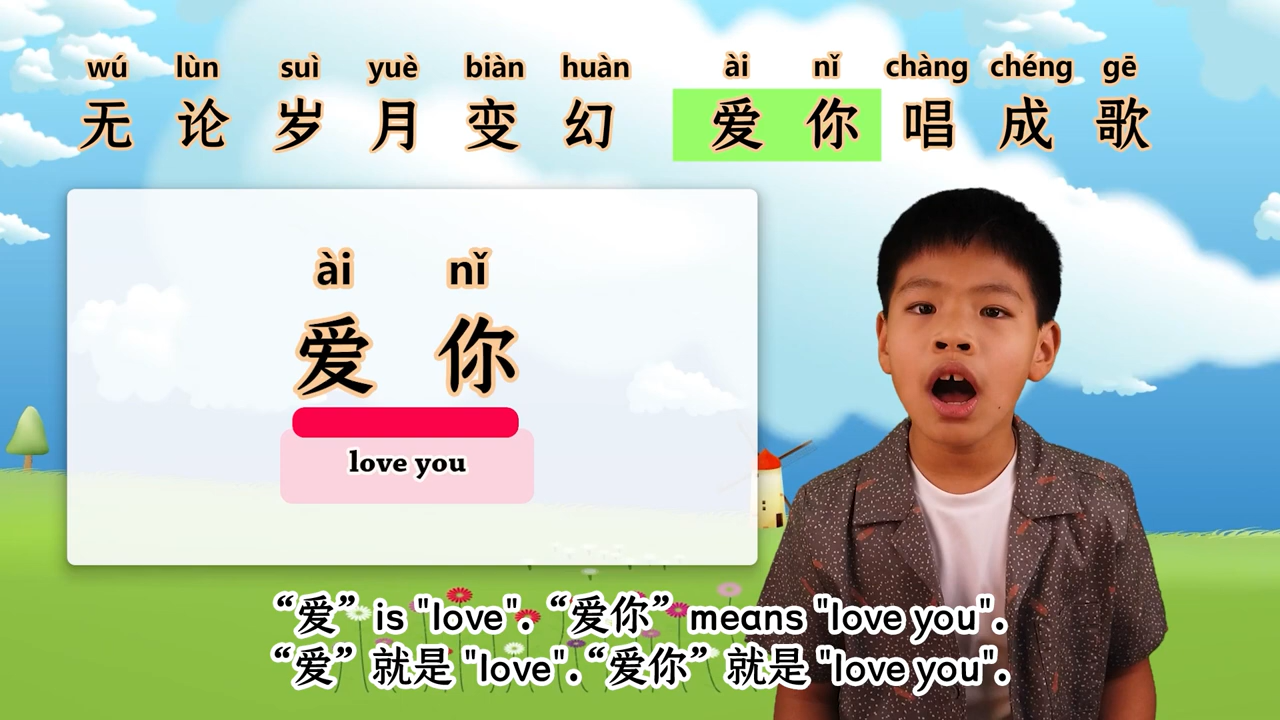 wú lùn suì yuè biàn huàn ài nǐ chàng chéng gē
无论岁月变幻 爱你唱成歌
ài nǐ
爱你
love you
“爱” is "love". “爱你” means "love you".
“爱” 就是 "love". “爱你” 就是 "love you".